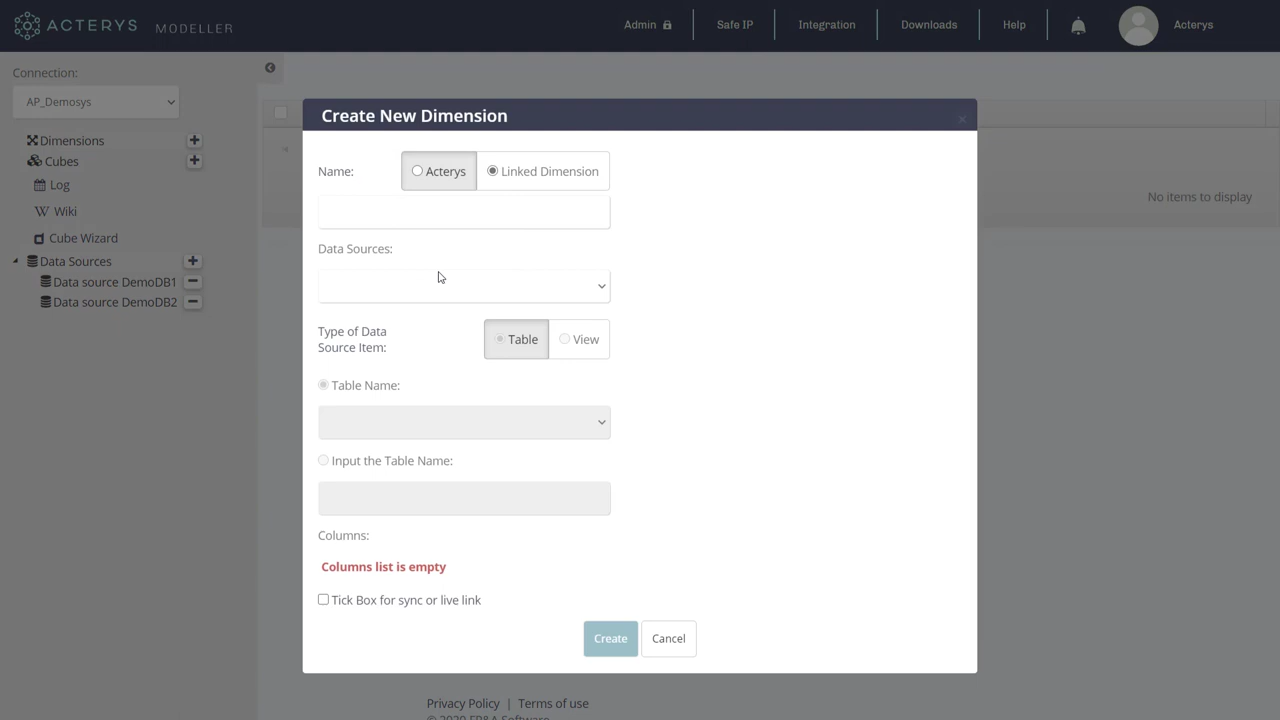 ACTERYS MODELLER
Admin
Safe IP
Integration
Downloads
Help
Acterys
Connection:
AP_Demosys
Dimensions
Cubes
Log
Wiki
Cube Wizard
Data Sources
Data source DemoDB1
Data source DemoDB2
Create New Dimension
Name:
Acterys
Linked Dimension
Data Sources:
Type of Data
Source Item:
Table
View
Table Name:
Input the Table Name:
Columns:
Columns list is empty
Tick Box for sync or live link
Create
Cancel
No items to display
Privacy Policy | Terms of use
© 2020 FP&A Software